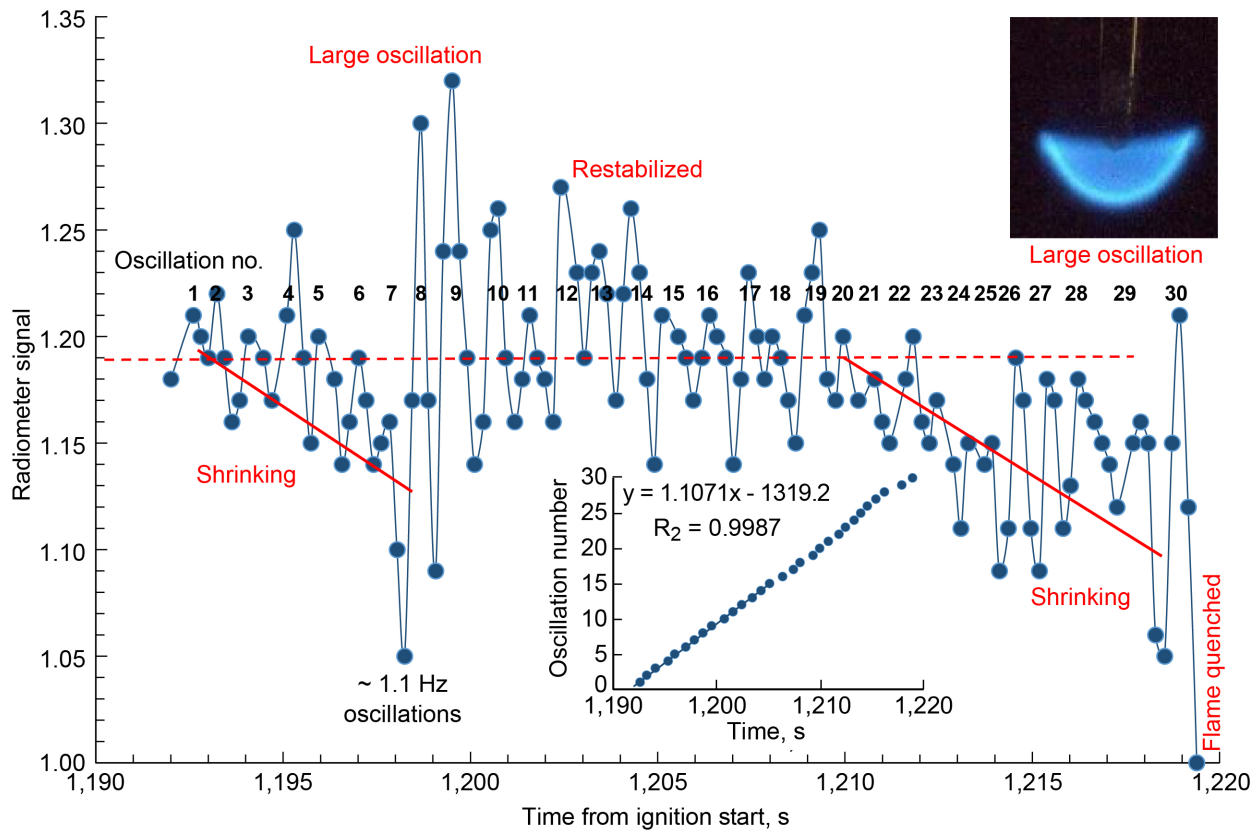 1.35
1.30
1.25
1.20
1.15
1.10
1.05
1.00
Radiometer signal
Large oscillation
Restabilized
Large oscillation
Oscillation no.
1 2 3 4 5 6 7 8 9 10 11 12 13 14 15 16 17 18 19 20 21 22 23 24 25 26 27 28 29 30
Shrinking
~ 1.1 Hz
oscillations
Oscillation number
30
25
20
15
10
5
0
y = 1.1071x - 1319.2
R2 = 0.9987
1,190 1,200 1,210 1,220
Time, s
Shrinking
Flame quenched
1,190 1,195 1,200 1,205 1,210 1,215 1,220
Time from ignition start, s